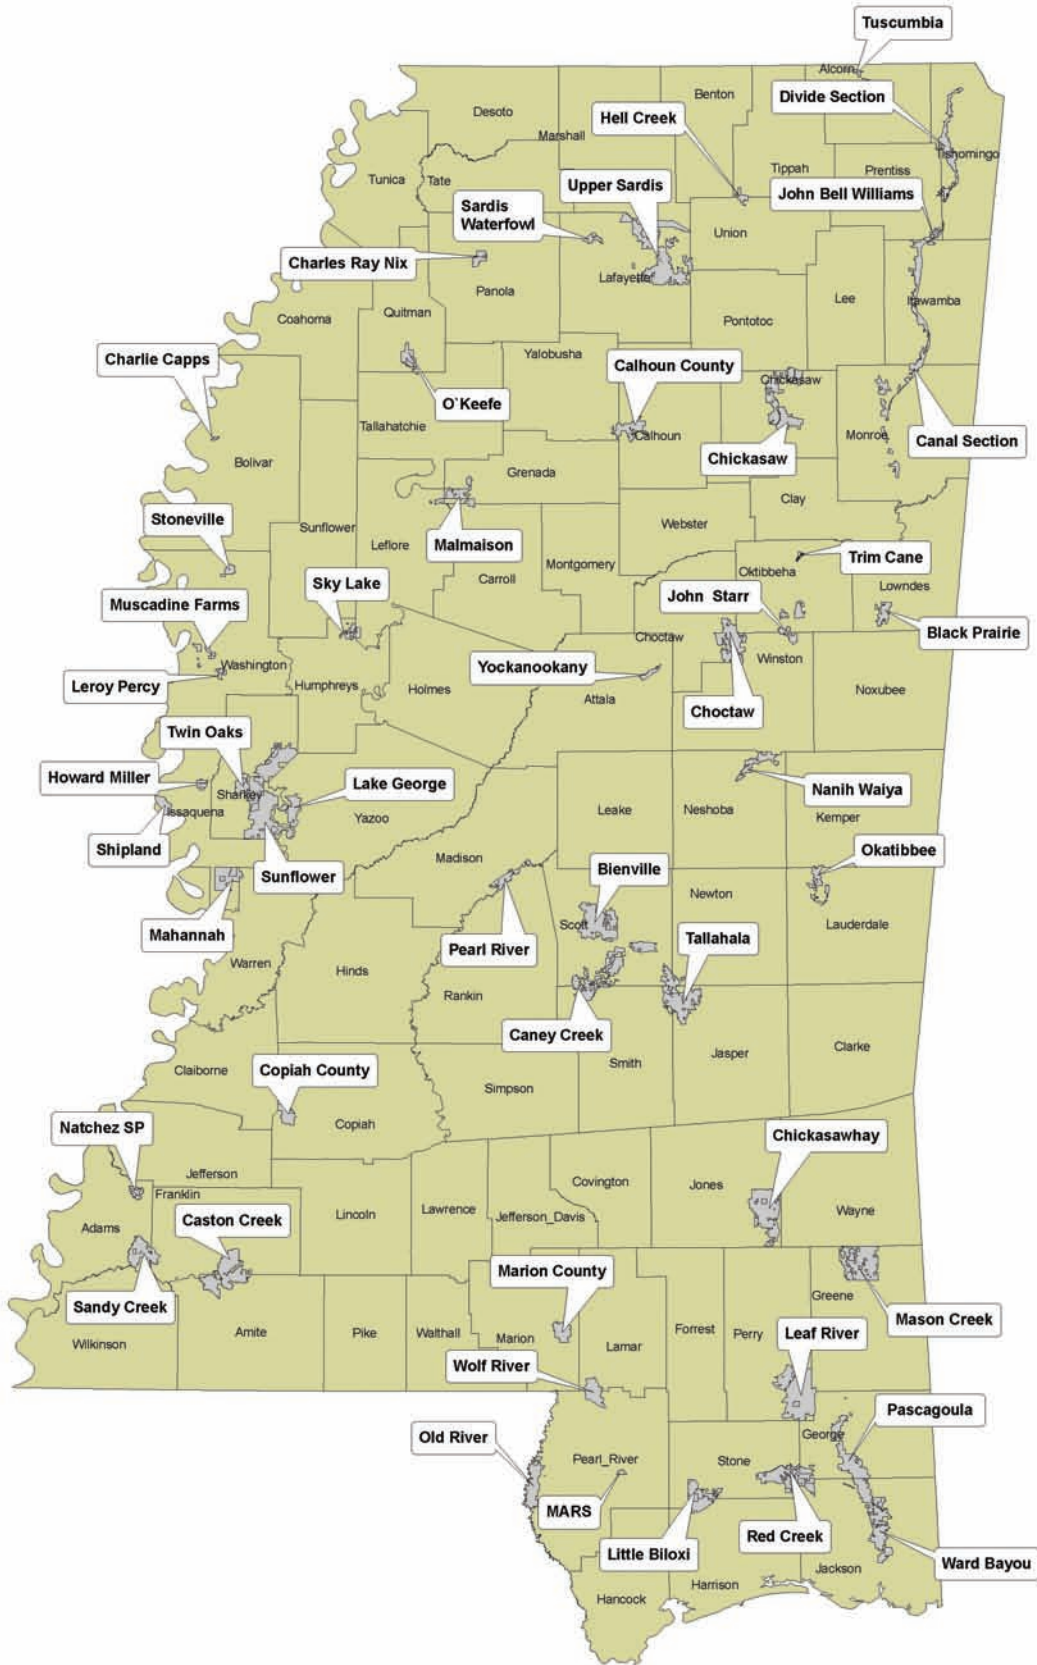 Tuscumbia
Alcorn
Divide Section
Benton
Desoto
Hell Creek
Marshall
Tishomingo
Tippah
Prentiss
Tunica
Tate
Upper Sardis
John Bell Williams
Sardis
Waterfowl
Union
Charles Ray Nix
Lafayette
Panola
Lee
Itawamba
Quitman
Coahoma
Pontotoc
Yalobusha
Charlie Capps
Calhoun County
Chickasaw
O`Keefe
Tallahatchie
Calhoun
Monroe
Canal Section
Chickasaw
Bolivar
Grenada
Clay
Stoneville
Sunflower
Webster
Leflore
Malmaison
Trim Cane
Montgomery
Oktibbeha
Carroll
Sky Lake
Lowndes
John  Starr
Muscadine Farms
Black Prairie
Choctaw
Winston
Washington
Yockanookany
Leroy Percy
Humphreys
Holmes
Noxubee
Attala
Choctaw
Twin Oaks
Howard Miller
Lake George
Nanih Waiya
Sharkey
Issaquena
Yazoo
Leake
Neshoba
Kemper
Shipland
Madison
Okatibbee
Bienville
Sunflower
Newton
Scott
Lauderdale
Mahannah
Tallahala
Pearl River
Warren
Hinds
Rankin
Caney Creek
Clarke
Jasper
Smith
Claiborne
Copiah County
Simpson
Copiah
Natchez SP
Chickasawhay
Jefferson
Covington
Jones
Franklin
Lawrence
Wayne
Lincoln
Jefferson_Davis
Caston Creek
Adams
Marion County
Greene
Sandy Creek
Mason Creek
Forrest
Perry
Leaf River
Amite
Pike
Walthall
Marion
Wilkinson
Lamar
Wolf River
Pascagoula
Old River
George
Pearl_River
Stone
MARS
Red Creek
Little Biloxi
Ward Bayou
Jackson
Harrison
Hancock